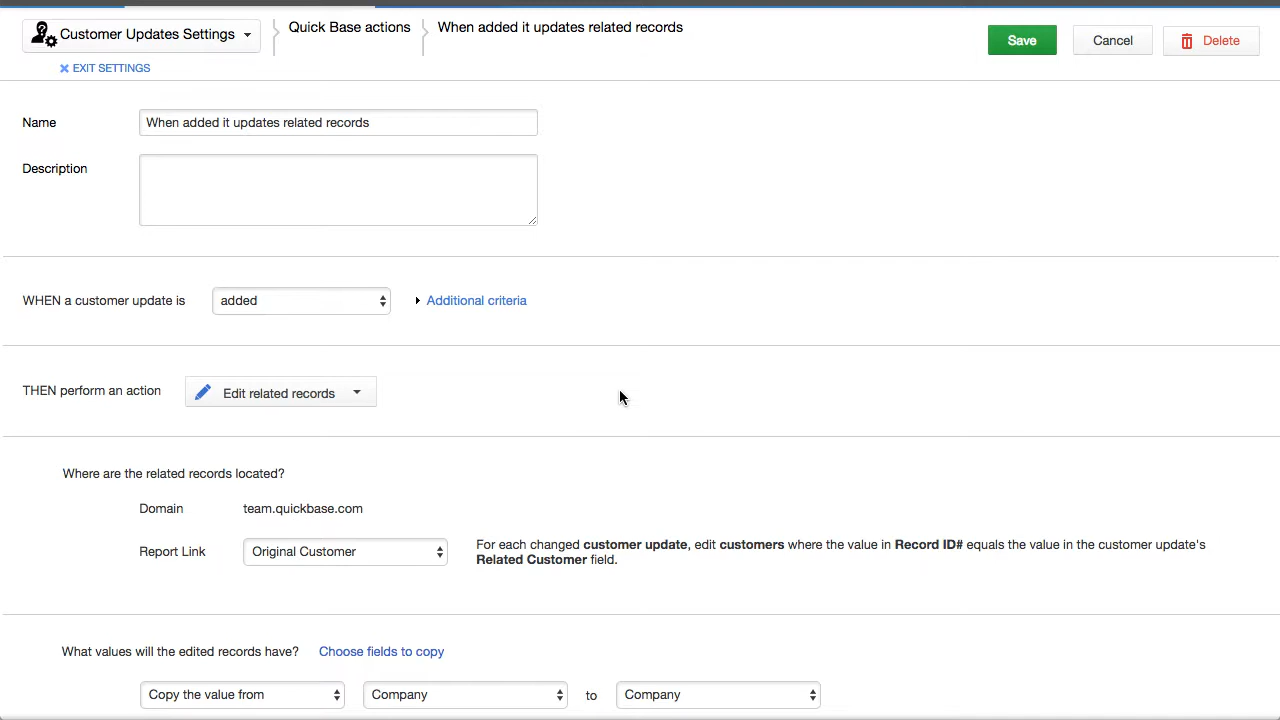 Customer Updates Settings
Quick Base actions
When added it updates related records
Save
Cancel
Delete
EXIT SETTINGS
Name
When added it updates related records
Description
WHEN a customer update is
added
Additional criteria
THEN perform an action
Edit related records
Where are the related records located?
Domain
team.quickbase.com
Report Link
Original Customer
For each changed customer update, edit customers where the value in Record ID# equals the value in the customer update's
Related Customer field.
What values will the edited records have?
Choose fields to copy
Copy the value from
Company
to
Company